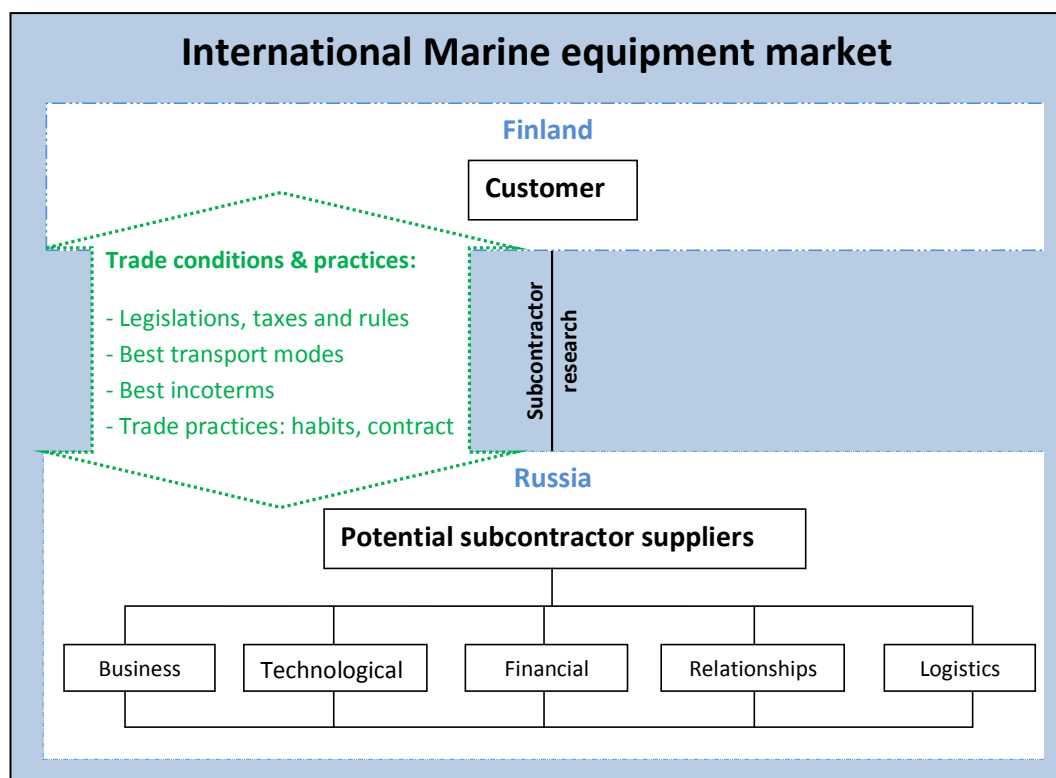 International Marine equipment market
Finland
Customer
Trade conditions & practices:
- Legislations, taxes and rules
- Best transport modes
- Best incoterms
- Trade practices: habits, contract
Subcontractor
research
Russia
Potential subcontractor suppliers
Business
Technological
Financial
Relationships
Logistics